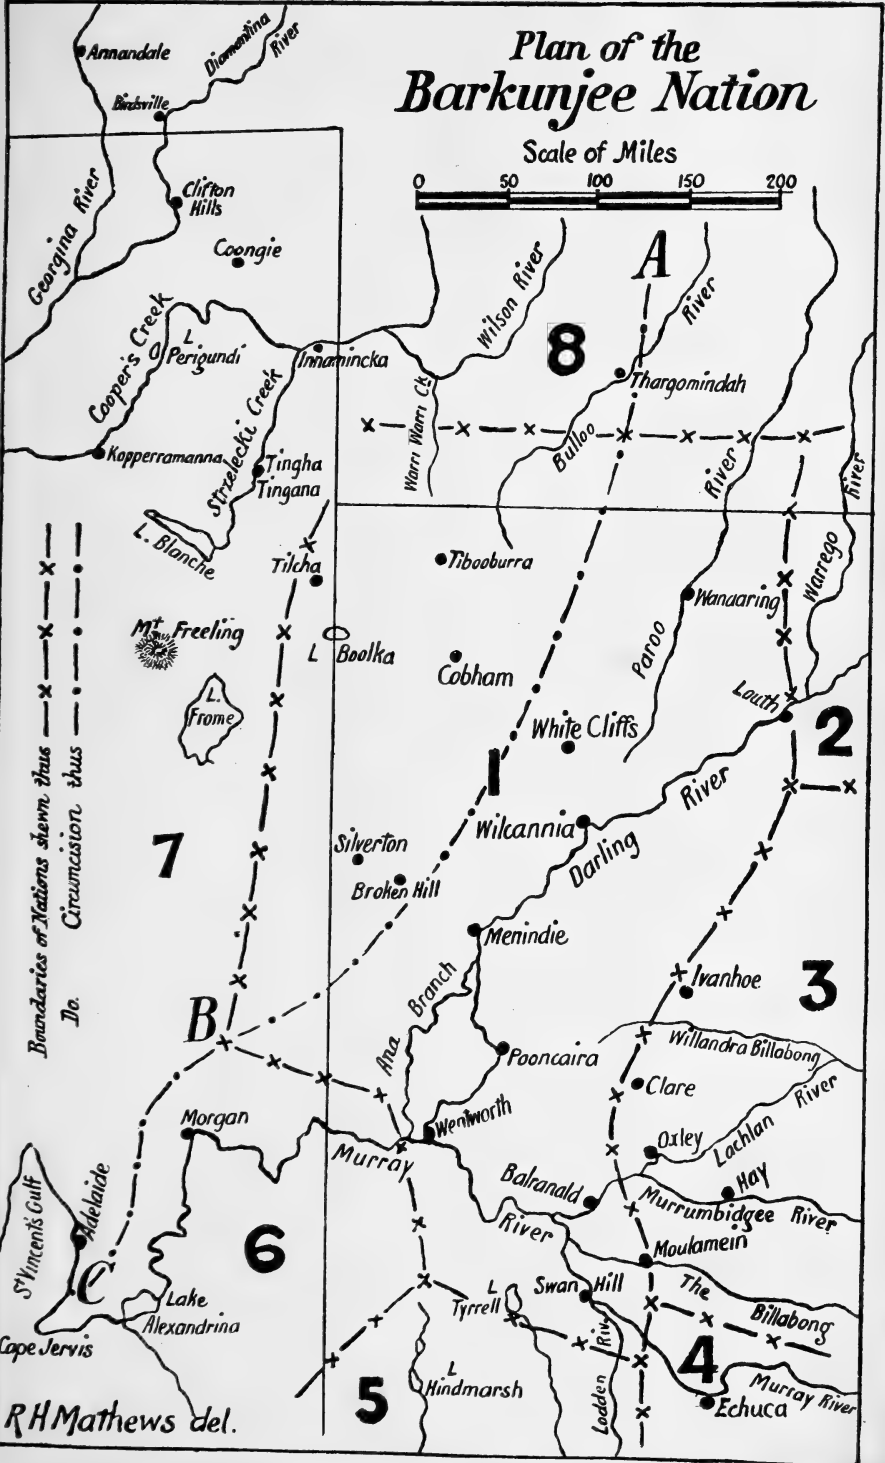 Plan of the
Barkunjee Nation
Scale of Miles
0 50 100 150 200
Annandale
Diamantina
River
Birdsville
Georgina River
Clifton
Hills
Coongie
Cooper's Creek
L.
Perigundi
Innamincka
Wilson River
A
8
River
Thargomindah
Bulloo
Warri Warri Ck.
Strzelecki Creek
Kopperamanna
Tingha
Tingana
River
River
L. Blanche
Tilcha
Tibooburra
Wanaaring
Warrego
Mt. Freeling
L Boolka
Cobham
Paroo
L.
Frome
White Cliffs
Louth
2
1
Boundaries of Nations shewn thus
Do. Circumcision thus
7
Silverton
Broken Hill
Wilcannia
Darling
River
Menindie
Ivanhoe
3
B
Ana
Branch
Pooncaira
Willandra Billabong
Clare
Morgan
Wentworth
Oxley
Lachlan River
Murray
River
Balranald
Hay
Murrumbidgee River
St Vincent's Gulf
Adelaide
6
Moulamein
C
Lake
Alexandrina
L
Tyrrell
Swan Hill
The
Billabong
Cape Jervis
5
L
Hindmarsh
Lodden Riv.
4
Murray River
Echuca
R H Mathews del.